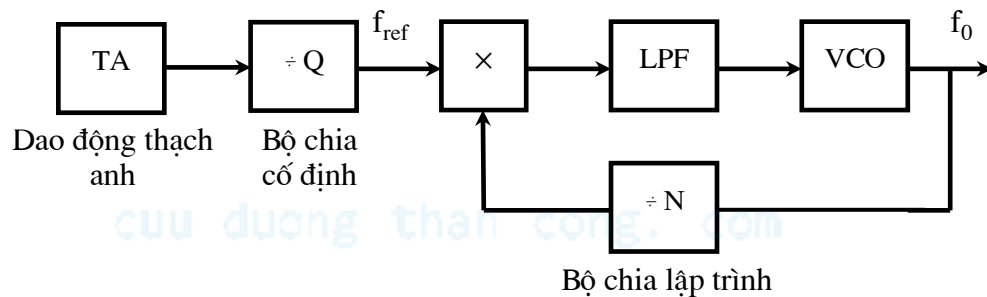 f_ref
f_0
TA
÷ Q
×
LPF
VCO
Dao động thạch
anh
Bộ chia
cố định
÷ N
cuu duong than cong. com
Bộ chia lập trình